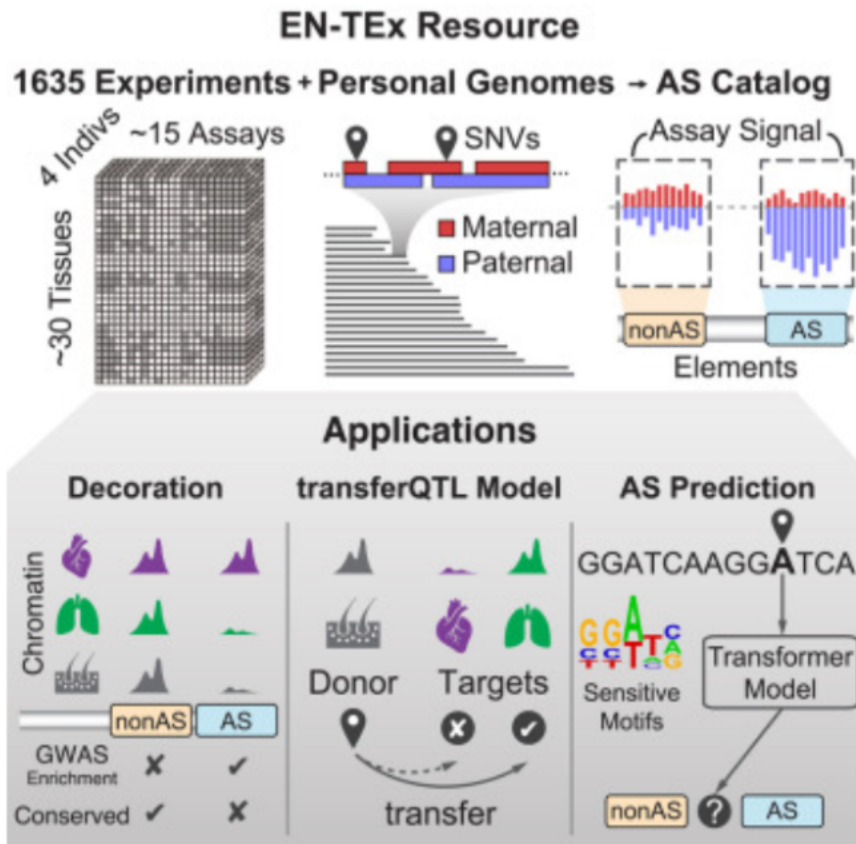 EN-TEx Resource
1635 Experiments + Personal Genomes → AS Catalog
4 Indivs
~15 Assays
~30 Tissues
SNVs
Maternal
Paternal
Assay Signal
nonAS
AS
Elements
Applications
Decoration
Chromatin
nonAS
AS
GWAS
Enrichment
Conserved
transferQTL Model
Donor
Targets
transfer
AS Prediction
GGATCAAGGATCA
Sensitive
Motifs
Transformer
Model
nonAS
?
AS